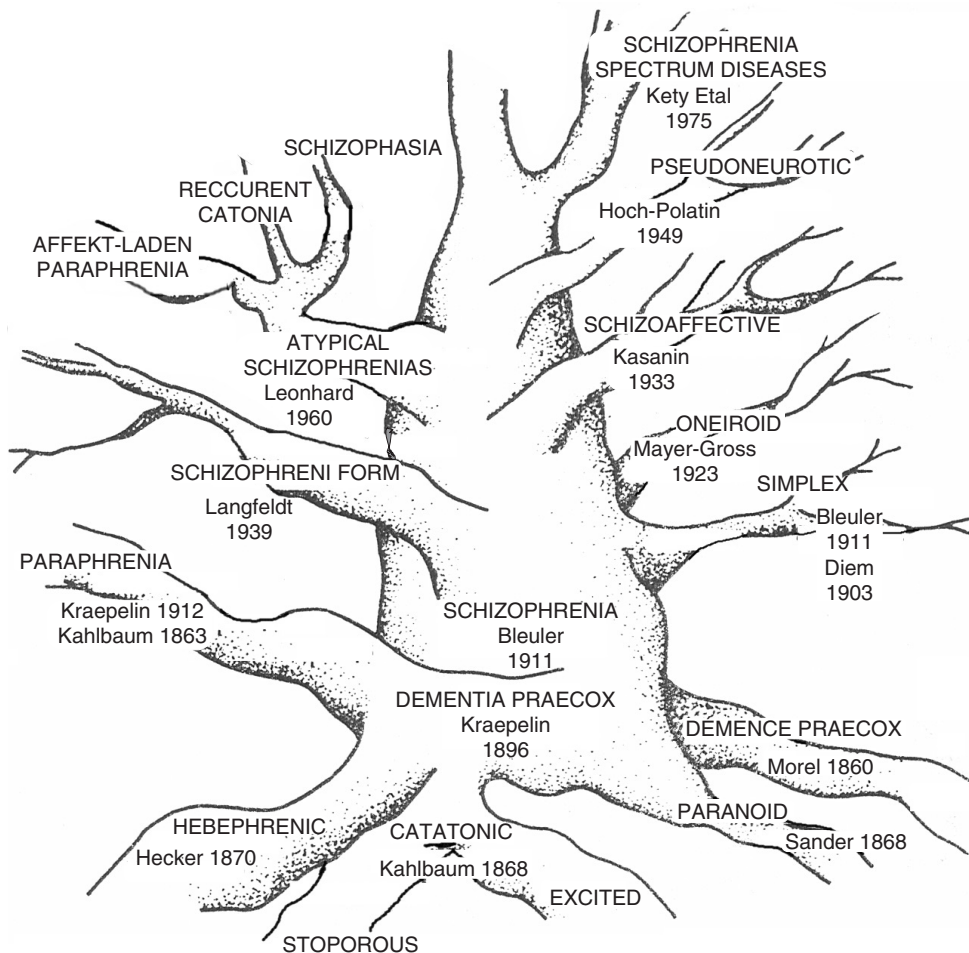 SCHIZOPHRENIA
SPECTRUM DISEASES
Kety Etal
1975
SCHIZOPHASIA
PSEUDONEUROTIC
RECCURENT
CATONIA
Hoch-Polatin
1949
AFFEKT-LADEN
PARAPHRENIA
SCHIZOAFFECTIVE
Kasanin
1933
ATYPICAL
SCHIZOPHRENIAS
Leonhard
1960
ONEIROID
Mayer-Gross
1923
SCHIZOPHRENI FORM
Langfeldt
1939
SIMPLEX
Bleuler
1911
Diem
1903
PARAPHRENIA
Kraepelin 1912
Kahlbaum 1863
SCHIZOPHRENIA
Bleuler
1911
DEMENTIA PRAECOX
Kraepelin
1896
DEMENCE PRAECOX
Morel 1860
PARANOID
Sander 1868
HEBEPHRENIC
Hecker 1870
CATATONIC
Kahlbaum 1868
EXCITED
STOPOROUS